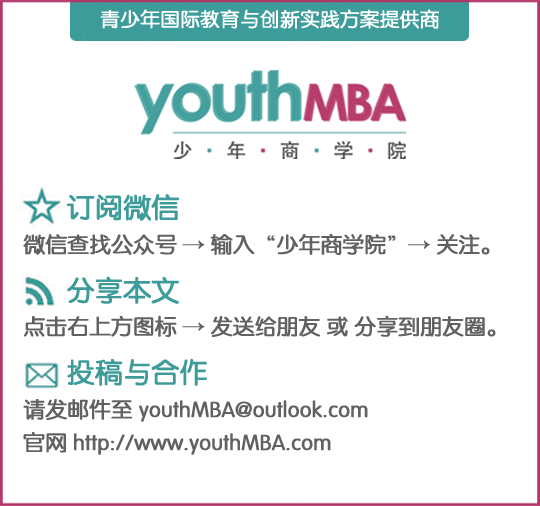 青少年国际教育与创新实践方案提供商
youthMBA
少·年·商·学·院
订阅微信
微信查找公众号→输入“少年商学院”→关注。
分享本文
点击右上方图标→发送给朋友 或 分享到朋友圈。
投稿与合作
请发邮件至 youthMBA@outlook.com
官网 http://www.youthMBA.com